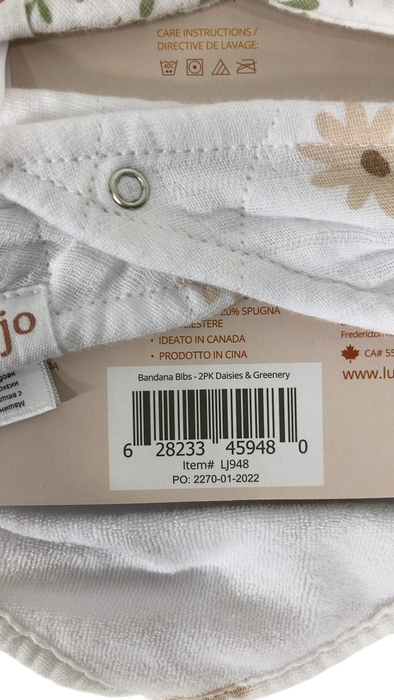 CARE INSTRUCTIONS /
DIRECTIVE DE LAVAGE:
jo
20% SPUGNA
ESTERE
• IDEATO IN CANADA
• PRODOTTO IN CINA
Fredericton
CA# 55
www.lu
Bandana Bibs - 2PK Daisies & Greenery
6 28233 45948 0
Item# LJ948
PO: 2270-01-2022